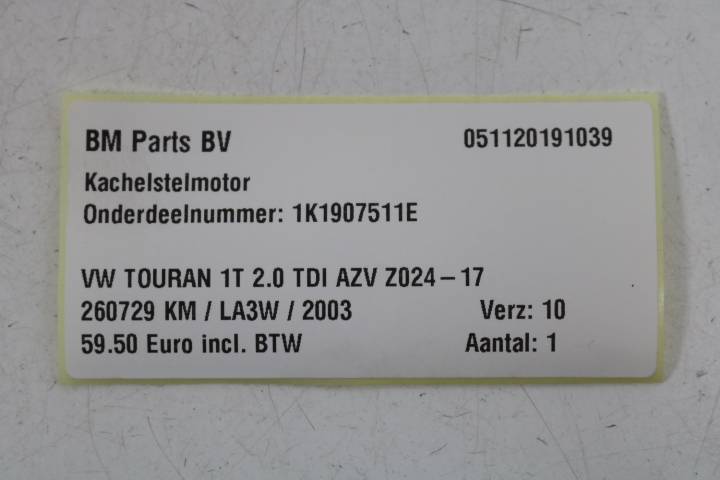 BM Parts BV 051120191039
Kachelstelmotor
Onderdeelnummer: 1K1907511E
VW TOURAN 1T 2.0 TDI AZV Z024-17
260729 KM / LA3W / 2003 Verz: 10
59.50 Euro incl. BTW Aantal: 1